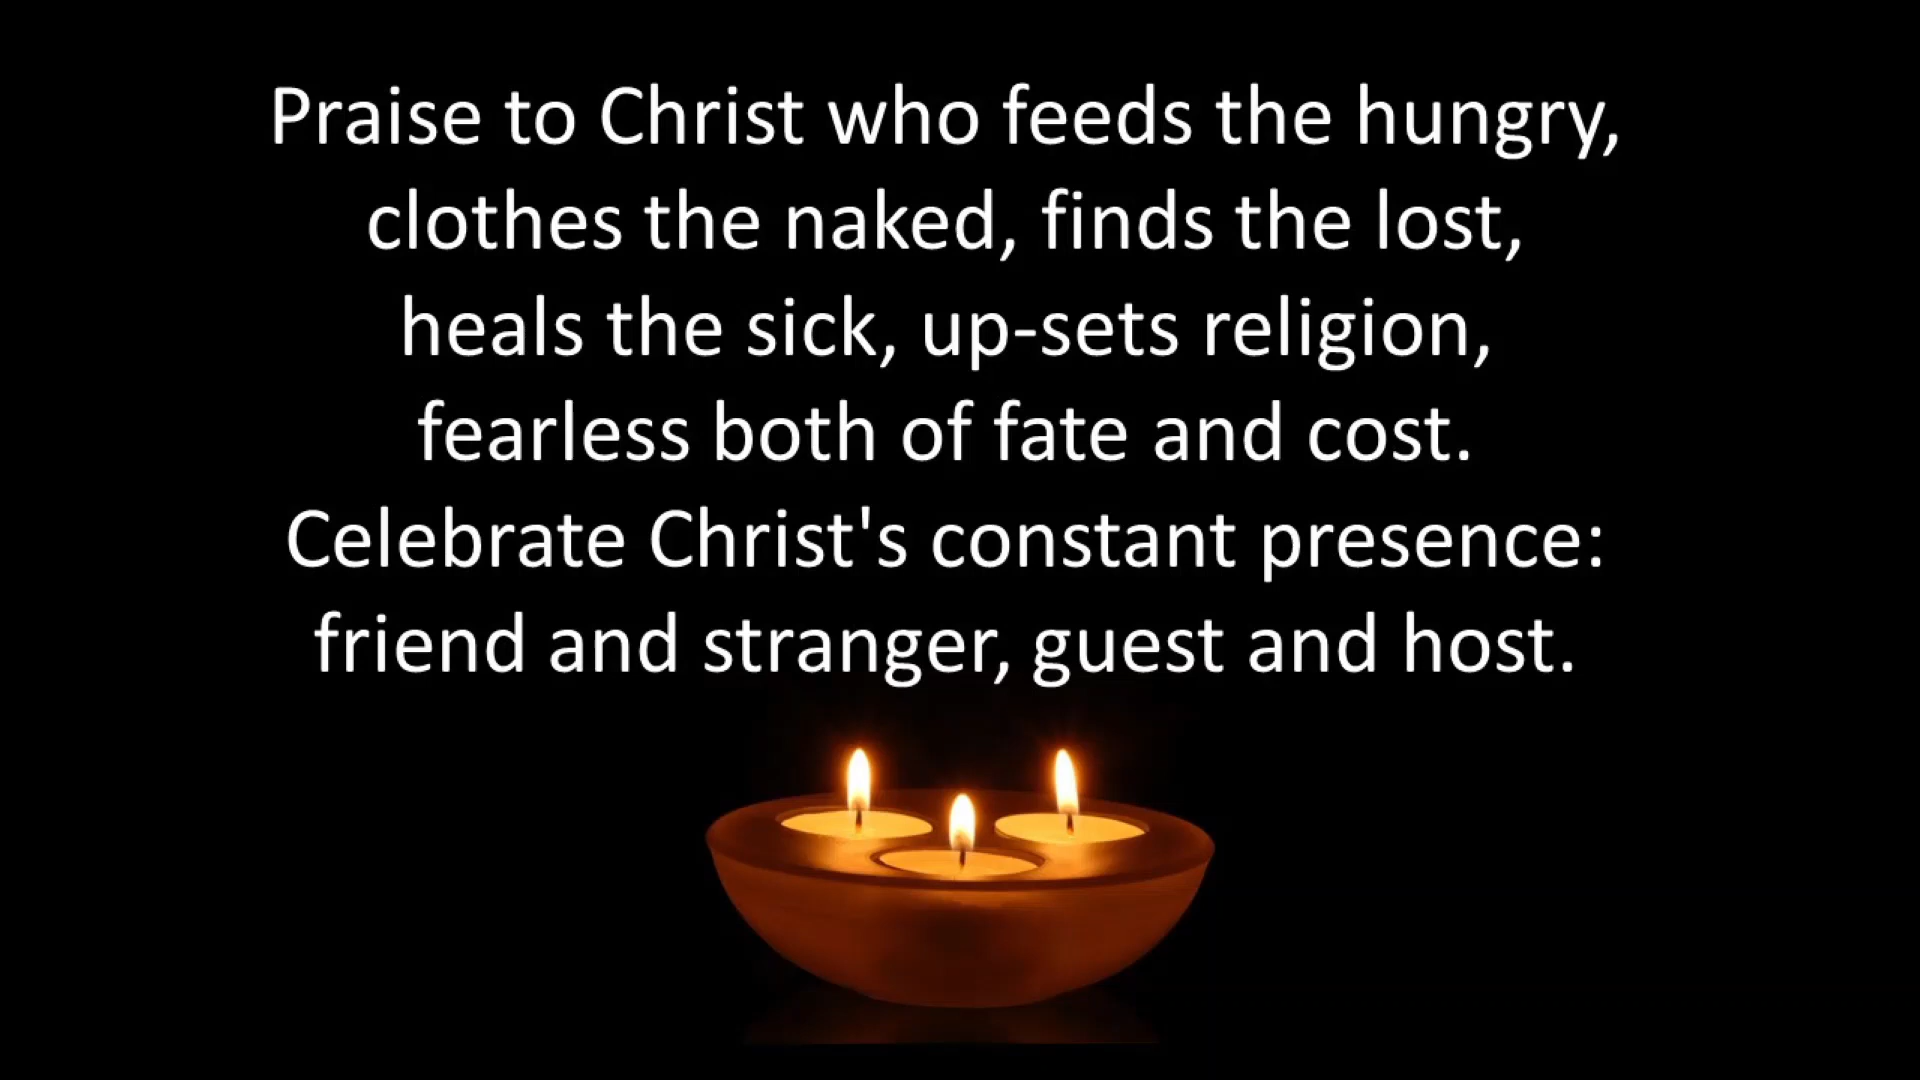 Praise to Christ who feeds the hungry,
clothes the naked, finds the lost,
heals the sick, up-sets religion,
fearless both of fate and cost.
Celebrate Christ's constant presence:
friend and stranger, guest and host.